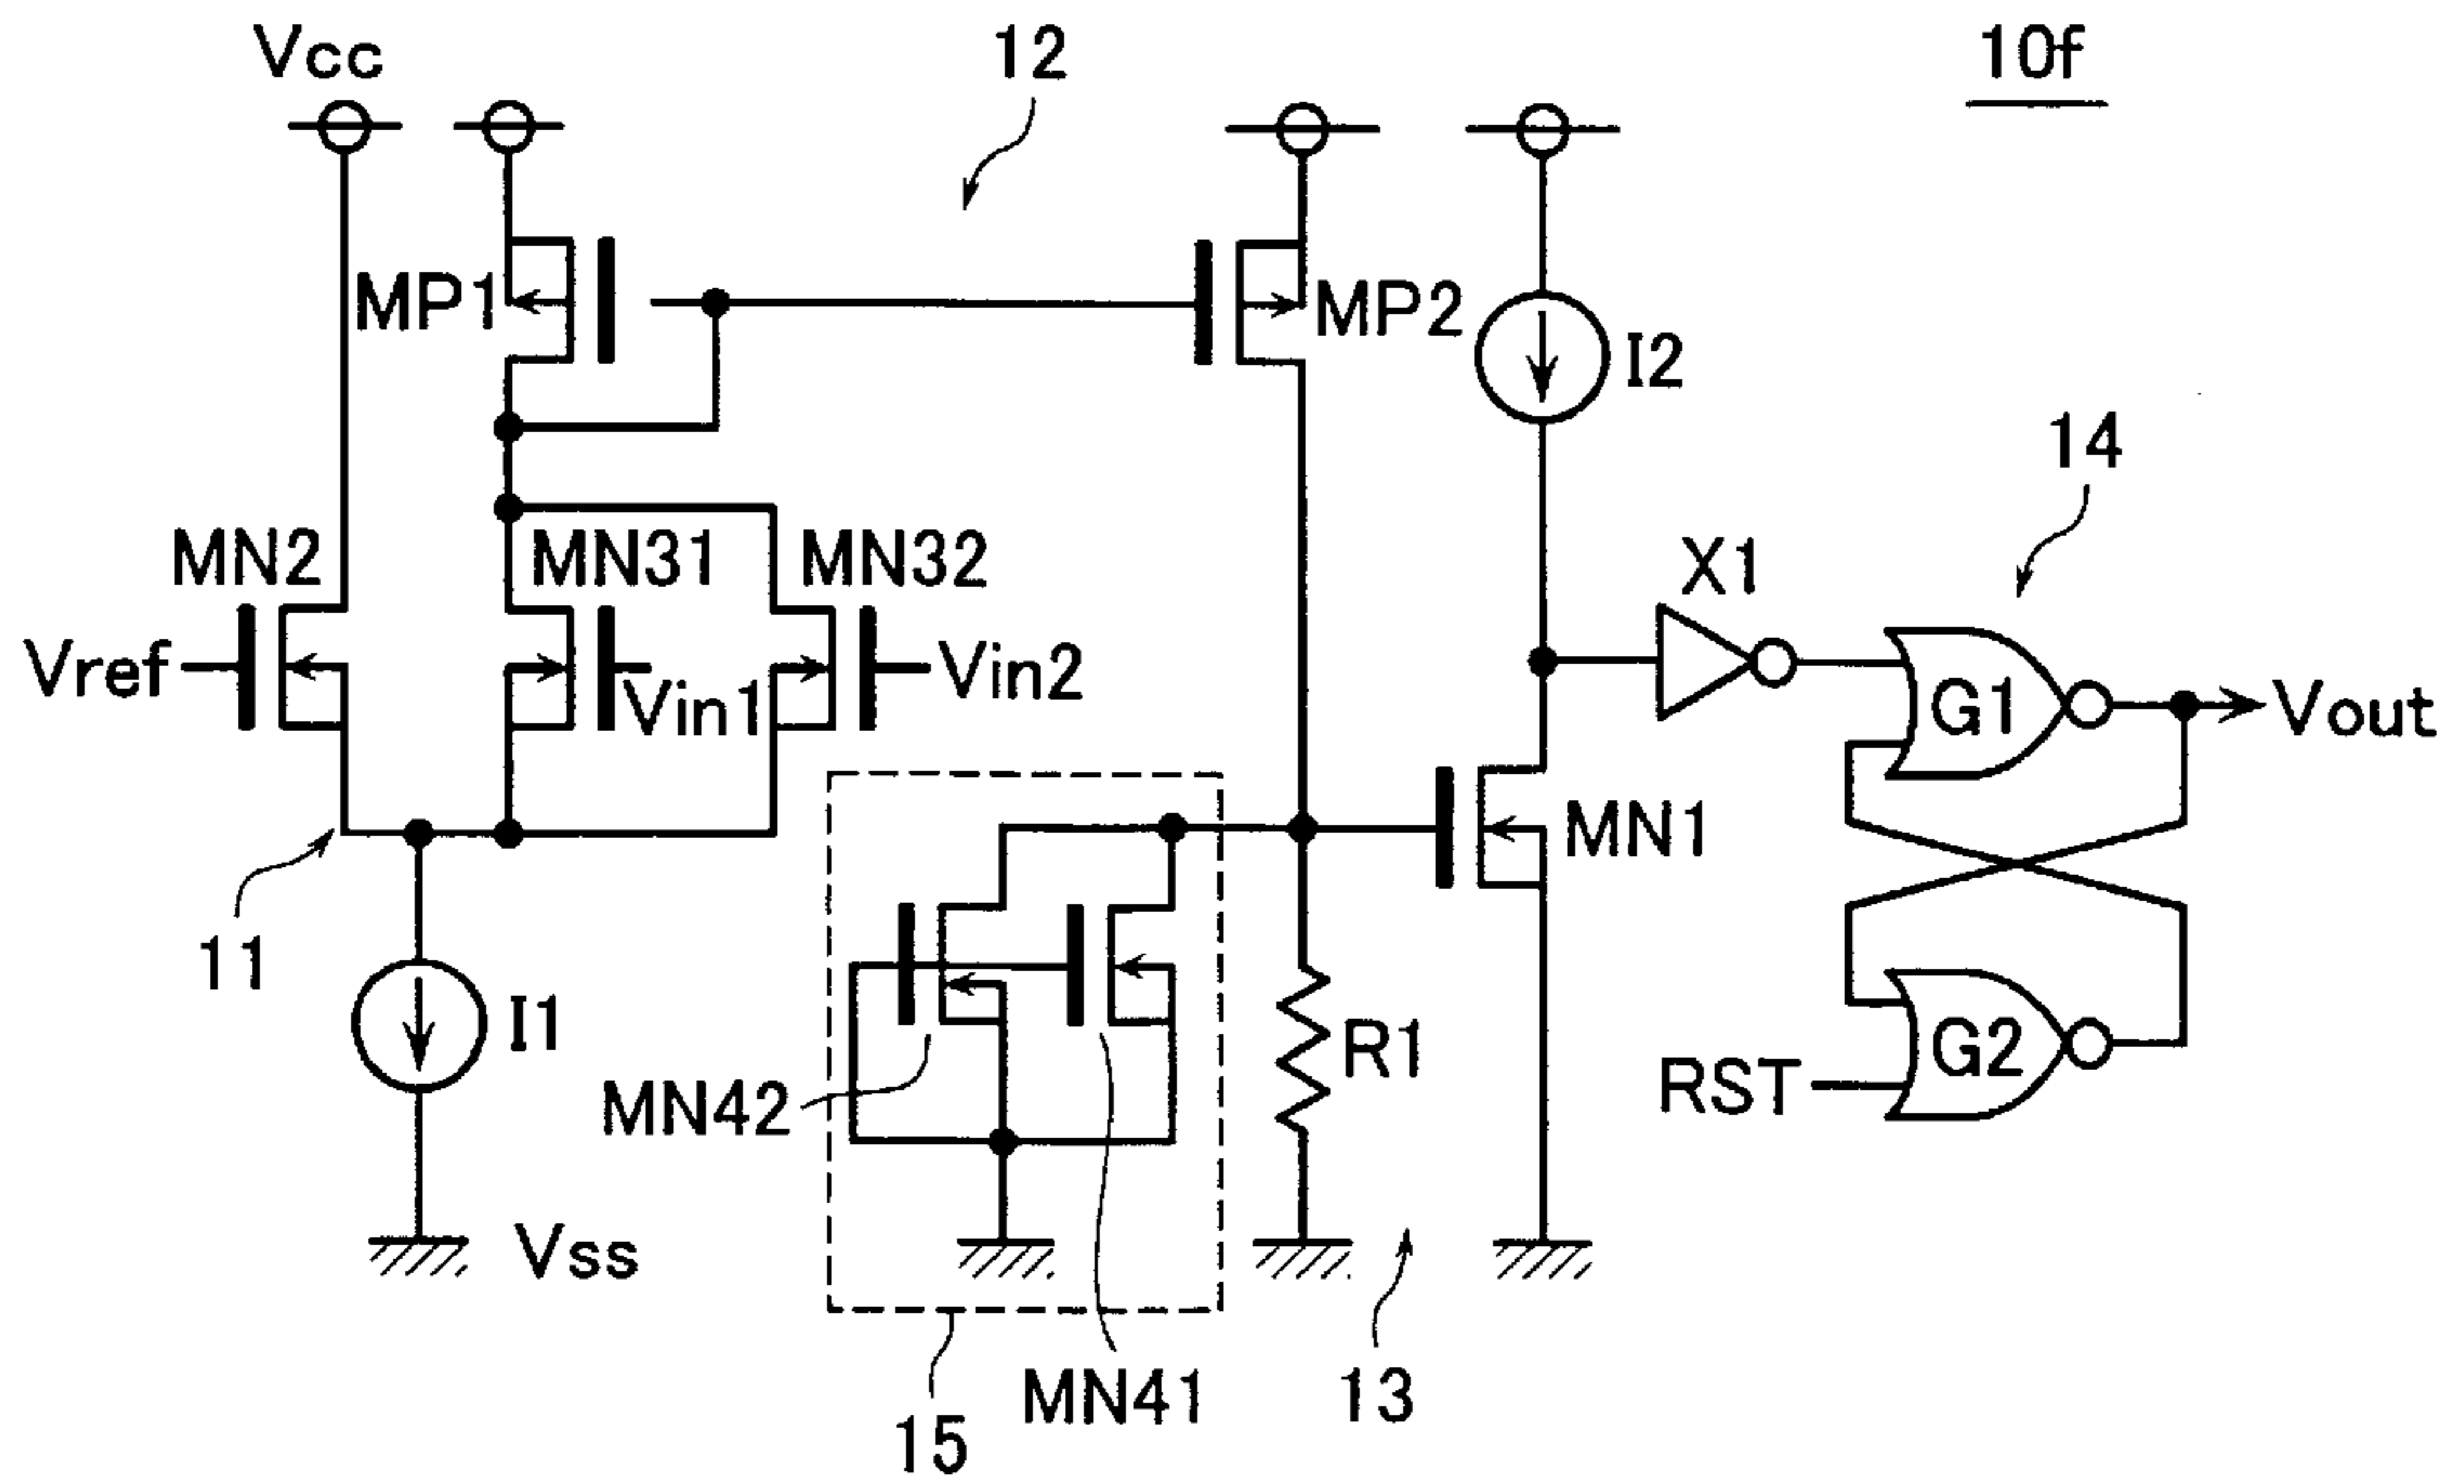 Vcc
12
10f
MP1
MP2
I2
14
MN2
MN31
MN32
X1
Vref
Vin1
Vin2
G1
Vout
MN1
11
I1
R1
G2
MN42
RST
Vss
MN41
13
15